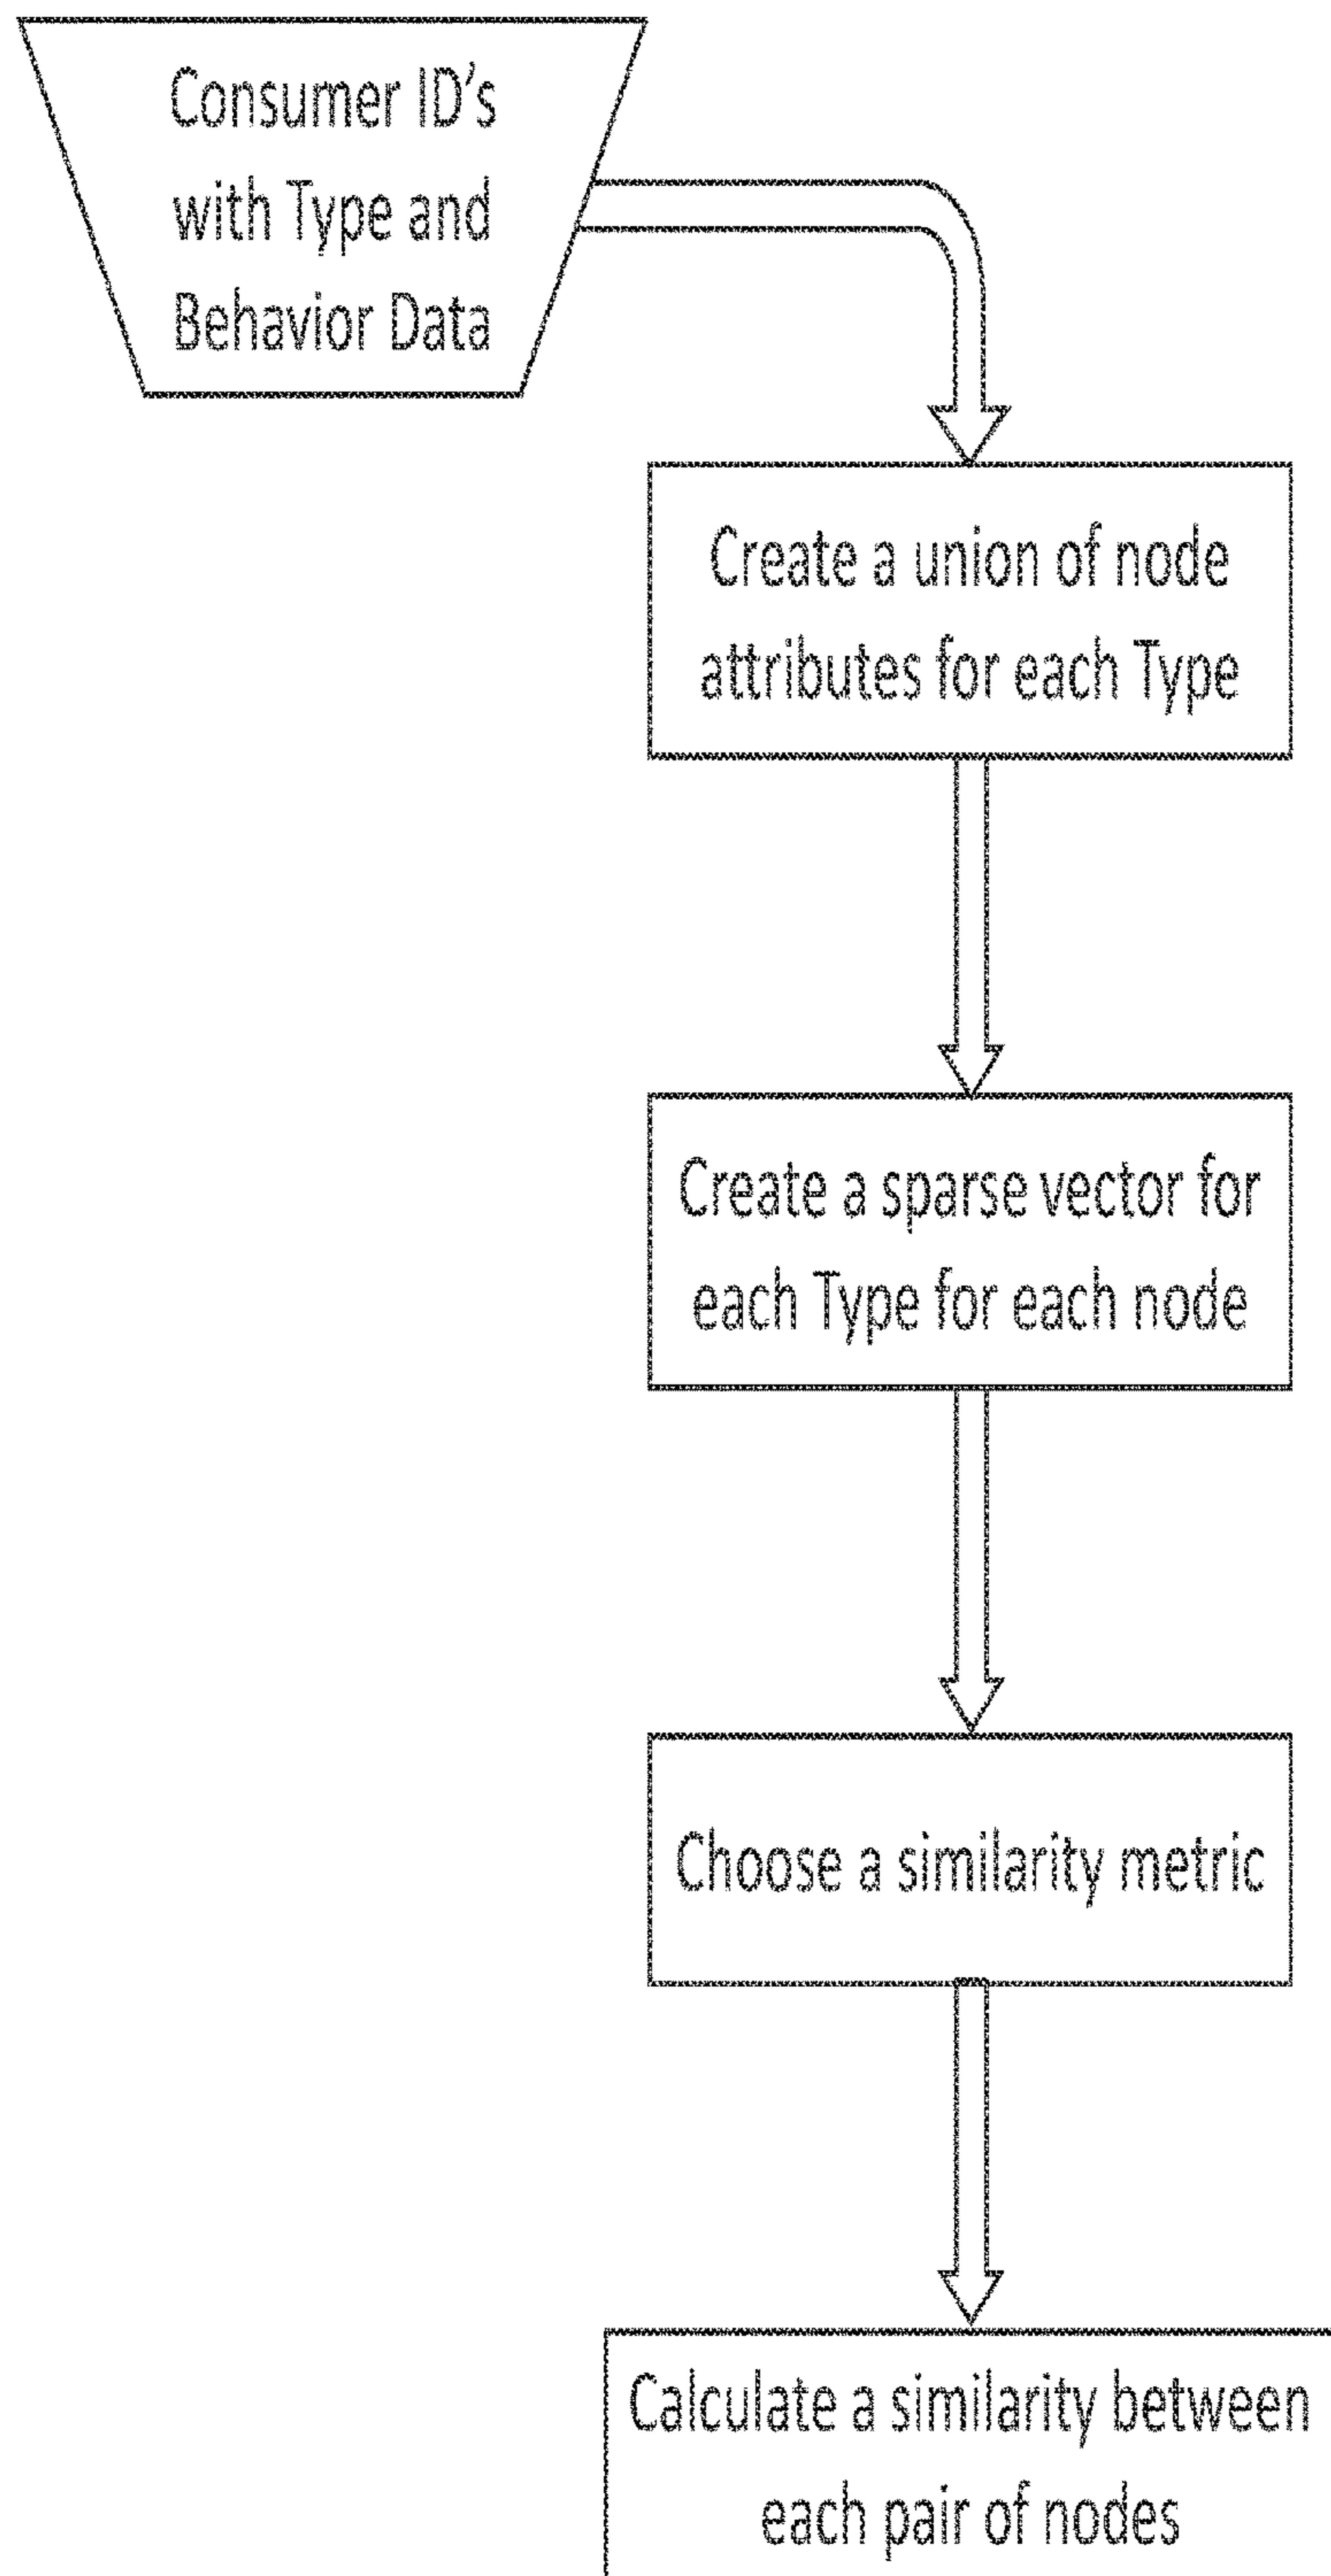 Consumer ID's
with Type and
Behavior Data
Create a union of node
attributes for each Type
Create a sparse vector for
each Type for each node
Choose a similarity metric
Calculate a similarity between
each pair of nodes